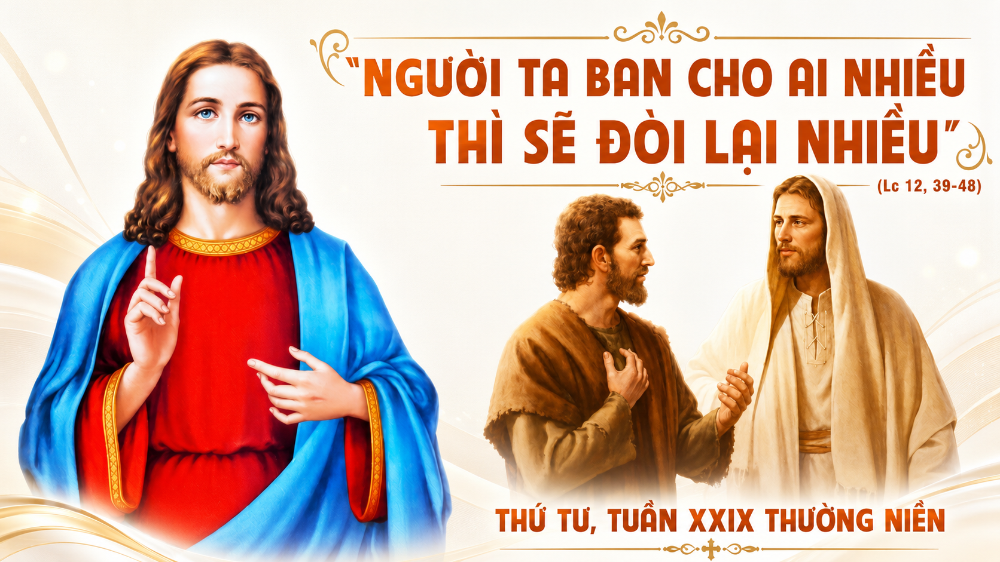 “NGƯỜI TA BAN CHO AI NHIỀU
THÌ SẼ ĐÒI LẠI NHIỀU”
(Lc 12, 39-48)
THỨ TƯ, TUẦN XXIX THƯỜNG NIÊN